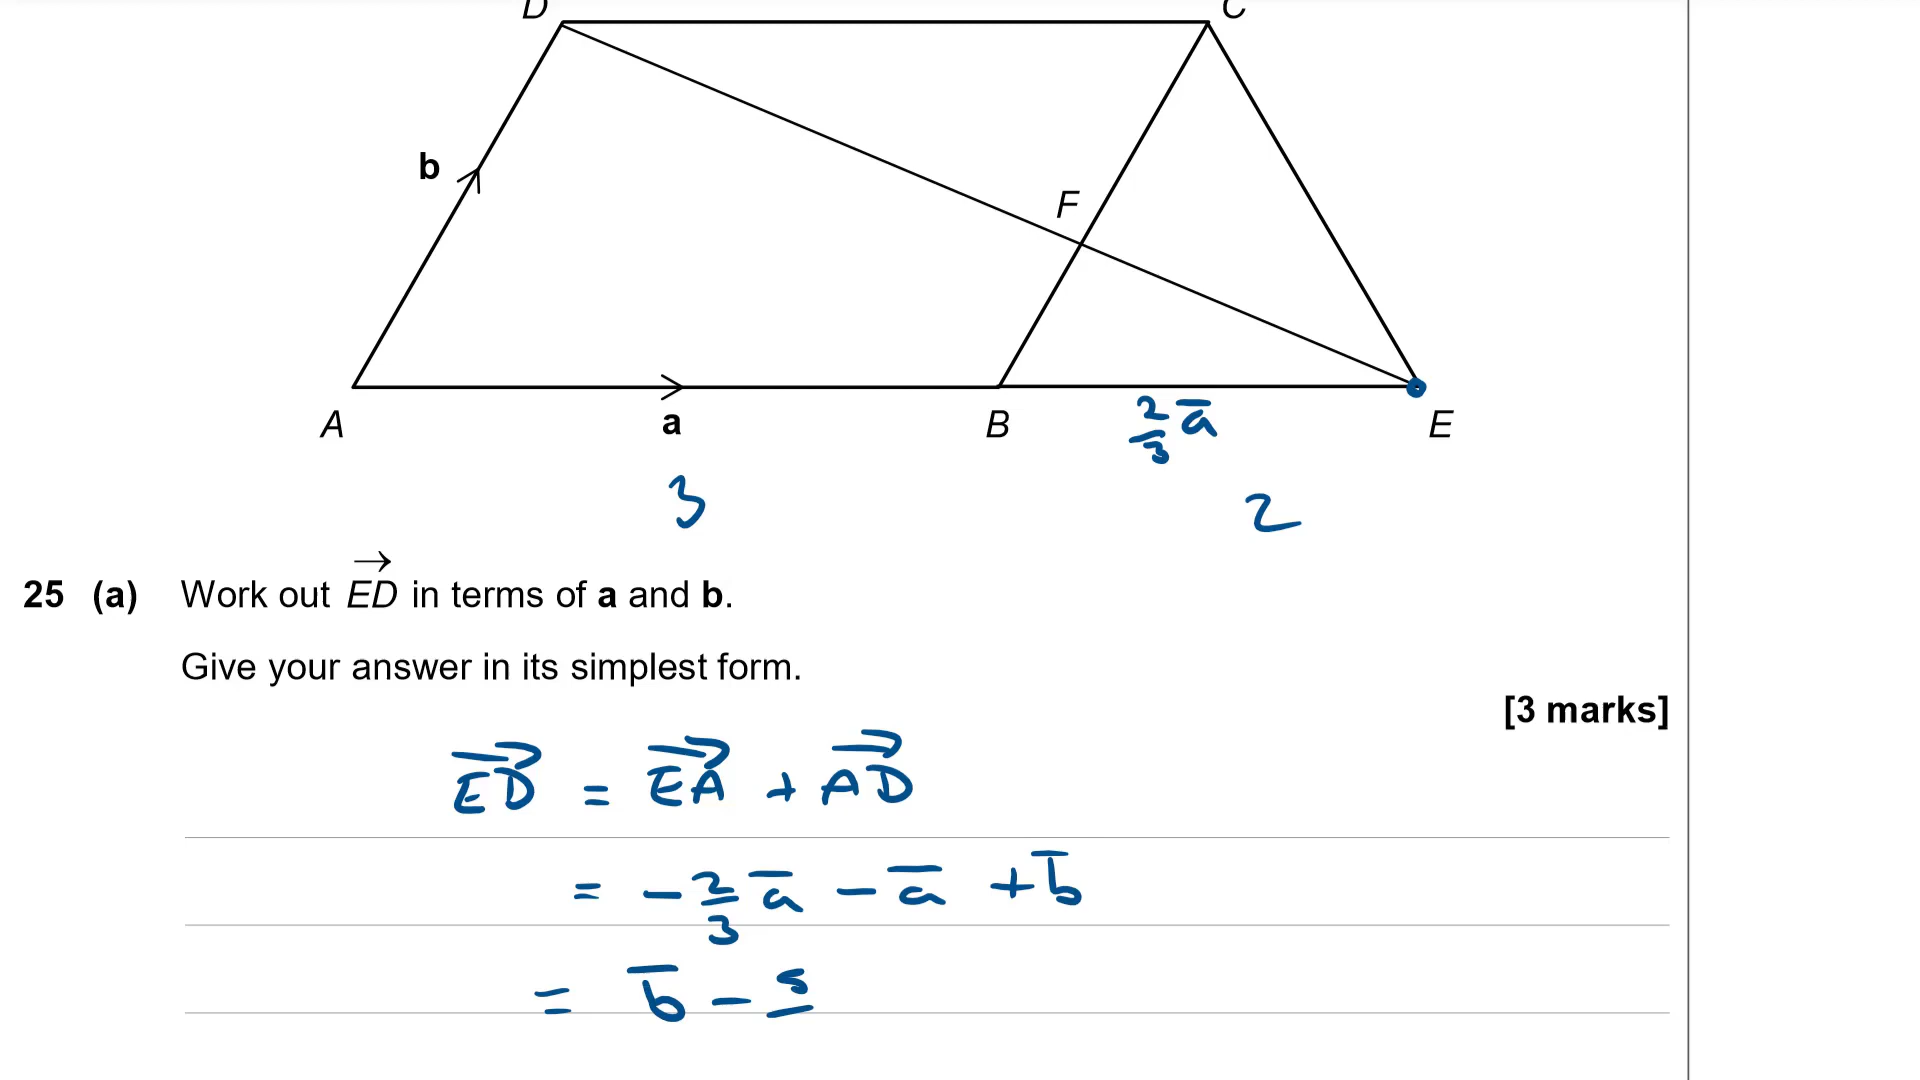 D C
b
F
A a B 2/3 a̅ E
3 2
→
25 (a) Work out ED in terms of a and b.
Give your answer in its simplest form.
[3 marks]
→ED = →EA + →AD
= - 2/3 a̅ - a̅ + b̅
= b̅ - 5